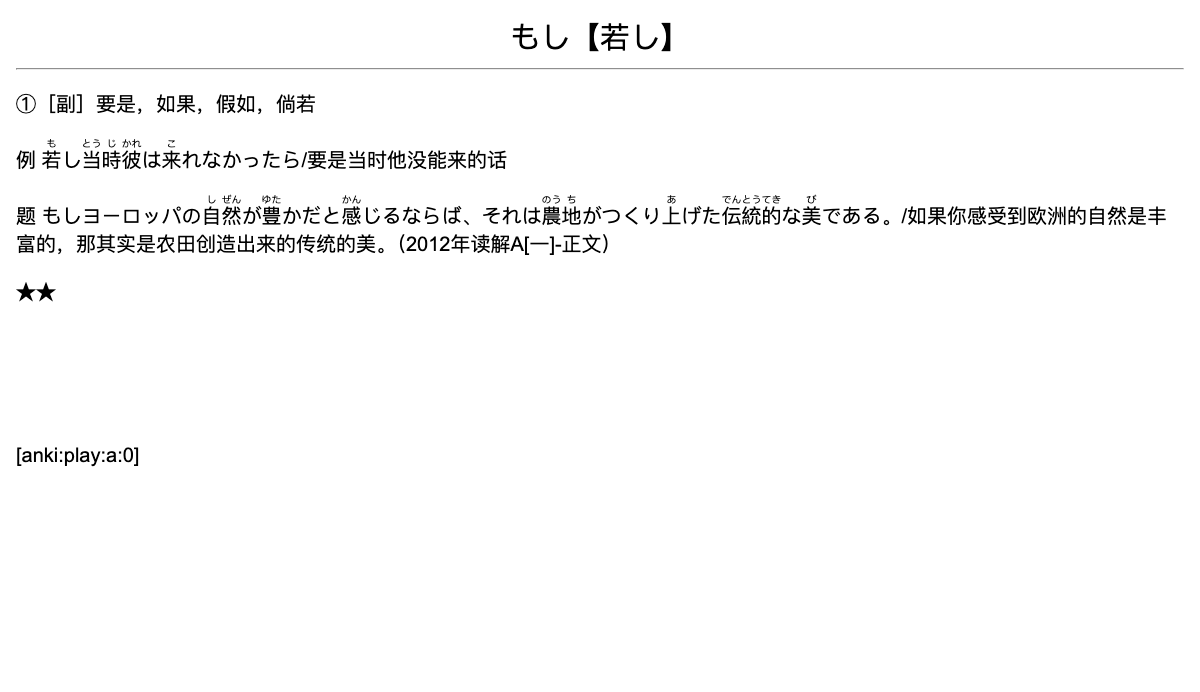 もし【若し】
①［副］要是，如果，假如，倘若
例 若し当時彼は来れなかったら/要是当时他没能来的话
题 もしヨーロッパの自然が豊かだと感じるならば、それは農地がつくり上げた伝統的な美である。/如果你感受到欧洲的自然是丰
富的，那其实是农田创造出来的传统的美。（2012年读解A[一]-正文）
★★
[anki:play:a:0]